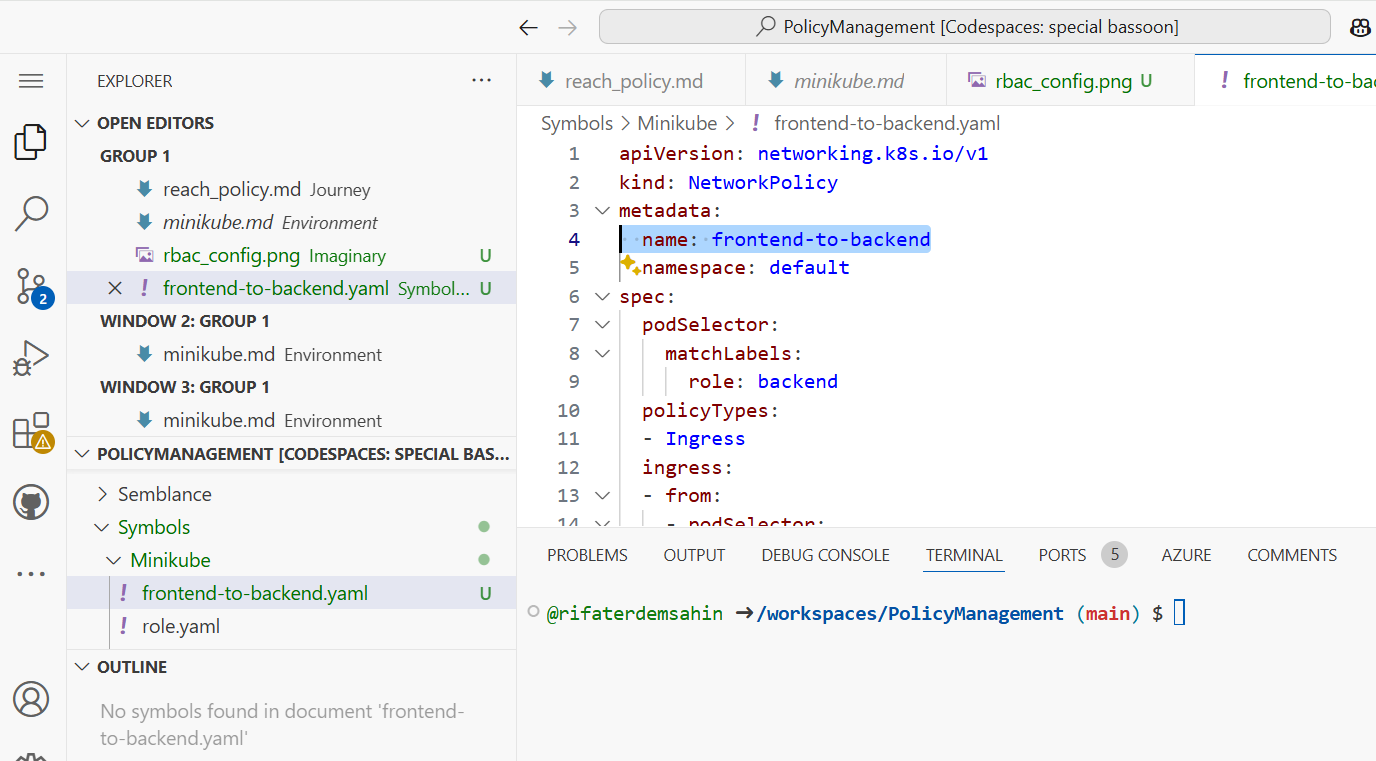 PolicyManagement [Codespaces: special bassoon]
EXPLORER
OPEN EDITORS
GROUP 1
reach_policy.md Journey
minikube.md Environment
rbac_config.png Imaginary U
frontend-to-backend.yaml Symbol... U
WINDOW 2: GROUP 1
minikube.md Environment
WINDOW 3: GROUP 1
minikube.md Environment
POLICYMANAGEMENT [CODESPACES: SPECIAL BAS...
Semblance
Symbols
Minikube
frontend-to-backend.yaml U
role.yaml
OUTLINE
No symbols found in document 'frontend-
to-backend.yaml'
2
reach_policy.md
minikube.md
rbac_config.png U
! frontend-to-bac
Symbols > Minikube > ! frontend-to-backend.yaml
1 apiVersion: networking.k8s.io/v1
2 kind: NetworkPolicy
3 metadata:
4 name: frontend-to-backend
5 namespace: default
6 spec:
7 podSelector:
8 matchLabels:
9 role: backend
10 policyTypes:
11 - Ingress
12 ingress:
13 - from:
14 - podSelector:
PROBLEMS OUTPUT DEBUG CONSOLE TERMINAL PORTS 5 AZURE COMMENTS
@rifaterdemsahin ➜/workspaces/PolicyManagement (main) $